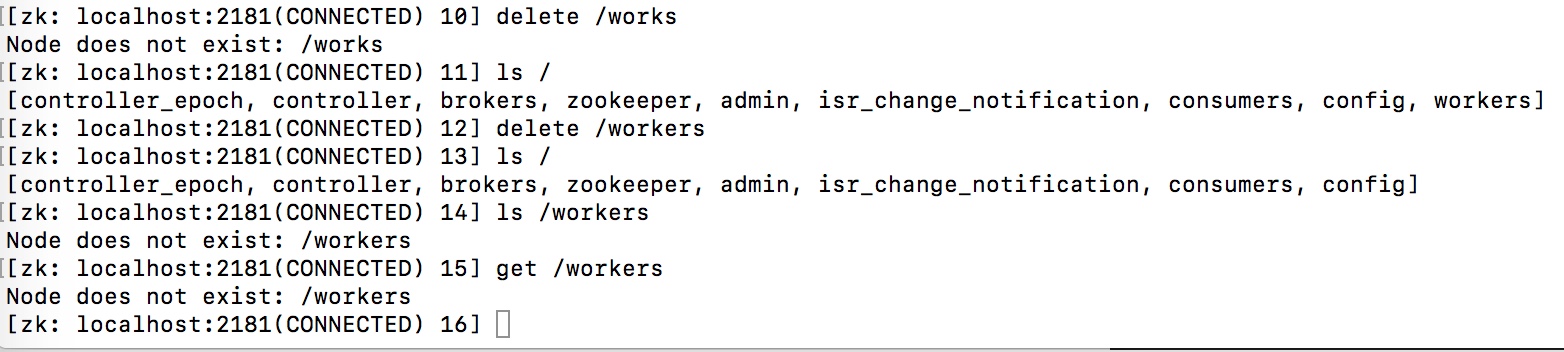 [[zk: localhost:2181(CONNECTED) 10] delete /works
Node does not exist: /works
[[zk: localhost:2181(CONNECTED) 11] ls /
[controller_epoch, controller, brokers, zookeeper, admin, isr_change_notification, consumers, config, workers]
[[zk: localhost:2181(CONNECTED) 12] delete /workers
[[zk: localhost:2181(CONNECTED) 13] ls /
[controller_epoch, controller, brokers, zookeeper, admin, isr_change_notification, consumers, config]
[[zk: localhost:2181(CONNECTED) 14] ls /workers
Node does not exist: /workers
[[zk: localhost:2181(CONNECTED) 15] get /workers
Node does not exist: /workers
[zk: localhost:2181(CONNECTED) 16]